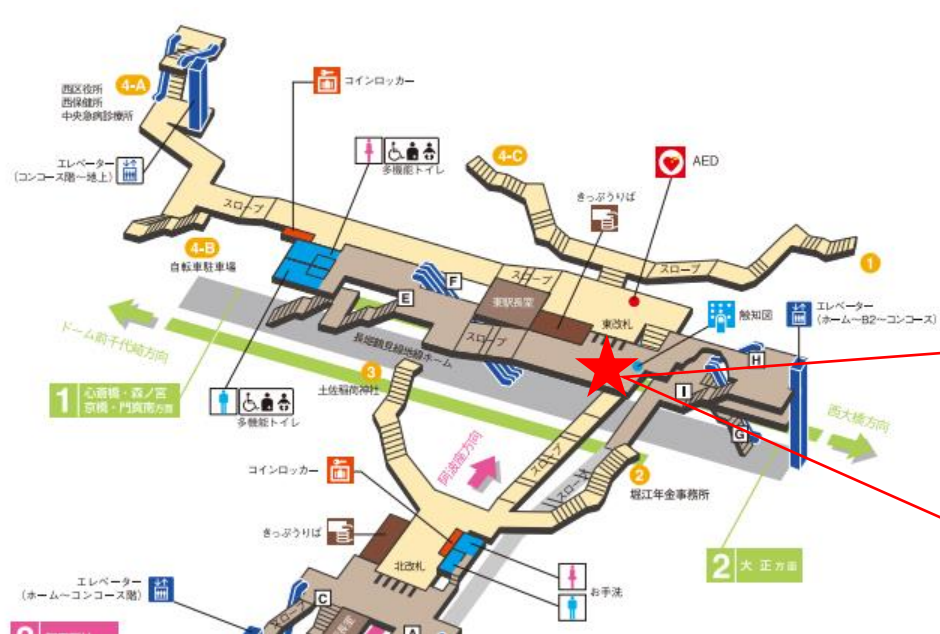 4-A
西区役所
西保健所
中央急病診療所
コインロッカー
エレベーター
(コンコース階～地上)
多機能トイレ
4-C
AED
きっぷうりば
スロープ
4-B
自転車駐車場
スロープ
1
F
E
スロープ
東駅長室
東改札
触知図
エレベーター
(ホーム～B2～コンコース)
ドーム前千代崎方向
長堀鶴見緑地線ホーム
スロープ
H
I
G
西大橋方向
1
心斎橋・森ノ宮
京橋・門真南方面
3
土佐稲荷神社
多機能トイレ
阿波座方向
スロープ
スロープ
2
堀江年金事務所
コインロッカー
きっぷうりば
北改札
お手洗
2
大正方面
エレベーター
(ホーム～コンコース階)
C
スロープ
A